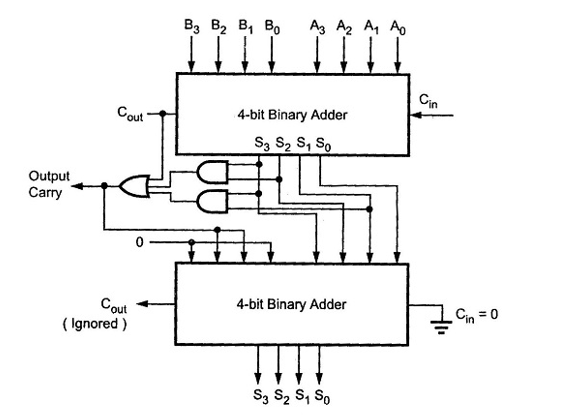 B3 B2 B1 B0 A3 A2 A1 A0
Cout
4-bit Binary Adder
Cin
S3 S2 S1 S0
Output
Carry
0
Cout
( Ignored )
4-bit Binary Adder
Cin = 0
S3 S2 S1 S0